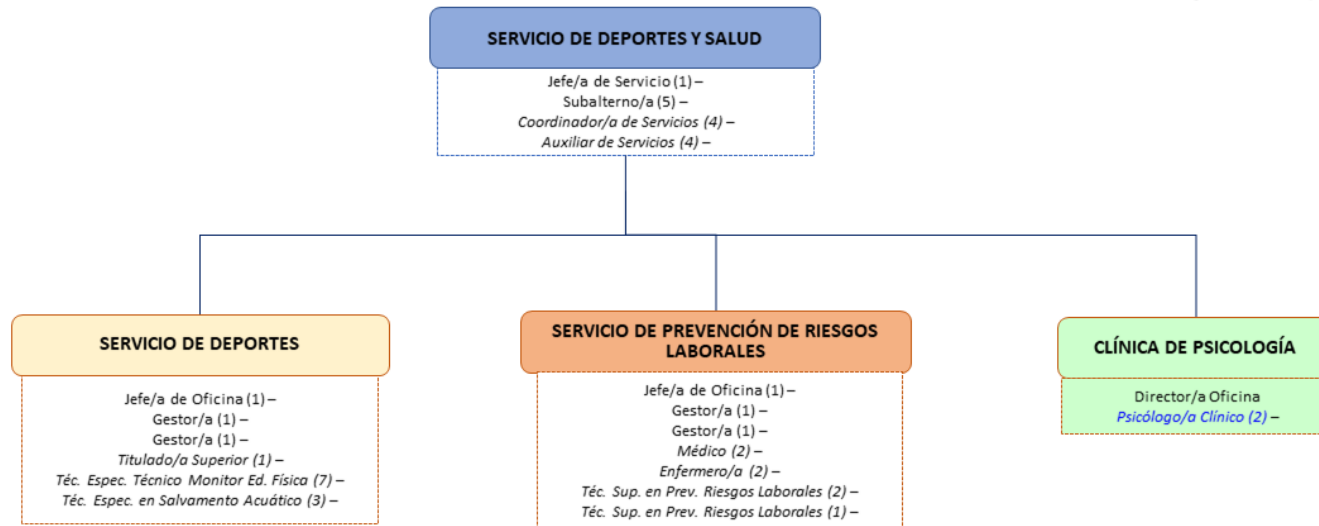 SERVICIO DE DEPORTES Y SALUD
Jefe/a de Servicio (1) –
Subalterno/a (5) –
Coordinador/a de Servicios (4) –
Auxiliar de Servicios (4) –
SERVICIO DE DEPORTES
Jefe/a de Oficina (1) –
Gestor/a (1) –
Gestor/a (1) –
Titulado/a Superior (1) –
Téc. Espec. Técnico Monitor Ed. Física (7) –
Téc. Espec. en Salvamento Acuático (3) –
SERVICIO DE PREVENCIÓN DE RIESGOS
LABORALES
Jefe/a de Oficina (1) –
Gestor/a (1) –
Gestor/a (1) –
Médico (2) –
Enfermero/a (2) –
Téc. Sup. en Prev. Riesgos Laborales (2) –
Téc. Sup. en Prev. Riesgos Laborales (1) –
CLÍNICA DE PSICOLOGÍA
Director/a Oficina
Psicólogo/a Clínico (2) –